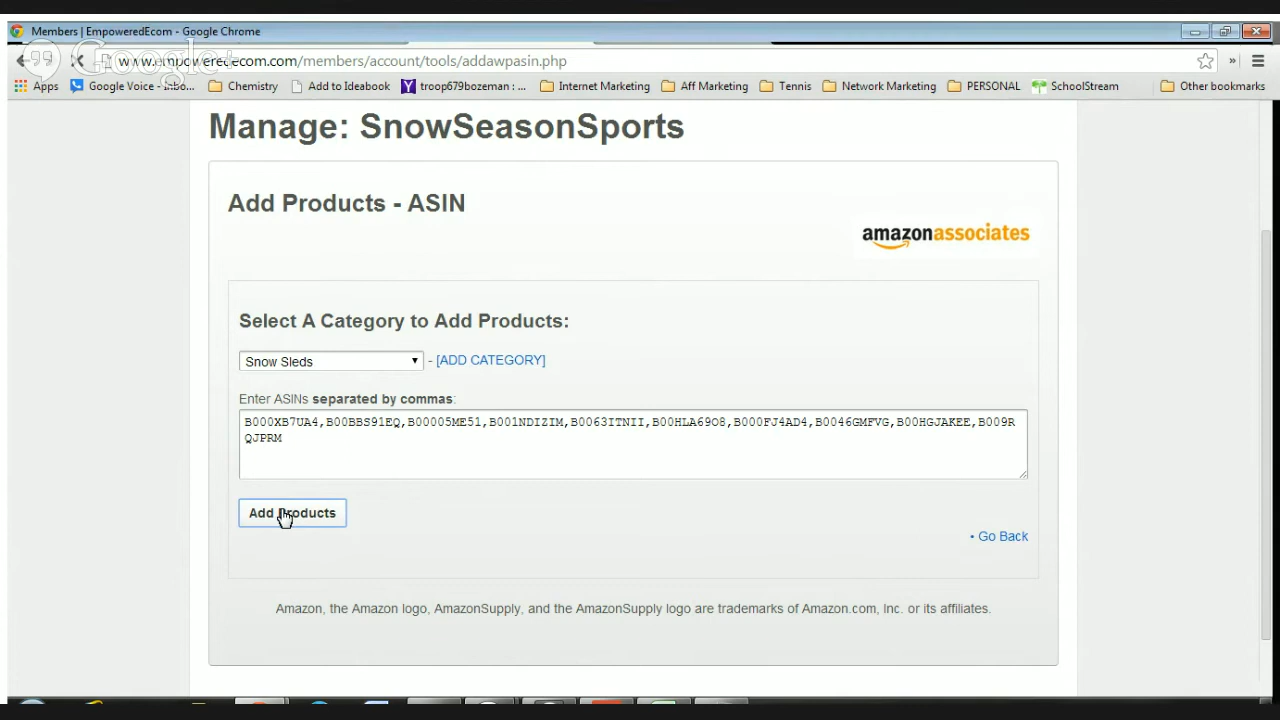 Members | EmpoweredEcom - Google Chrome
Google+
www.empoweredecom.com/members/account/tools/addawpasin.php
Apps Google Voice - Inbo... Chemistry Add to Ideabook troop679bozeman : ... Internet Marketing Aff Marketing Tennis Network Marketing PERSONAL SchoolStream » Other bookmarks
Manage: SnowSeasonSports
Add Products - ASIN
amazonassociates
Select A Category to Add Products:
Snow Sleds - [ADD CATEGORY]
Enter ASINs separated by commas:
B000XB7UA4,B00BBS91EQ,B00005ME51,B001NDIZIM,B0063ITNII,B00HLA69O8,B000FJ4AD4,B0046GMFVG,B00HGJAKEE,B009R
QJPRM
Add Products
• Go Back
Amazon, the Amazon logo, AmazonSupply, and the AmazonSupply logo are trademarks of Amazon.com, Inc. or its affiliates.